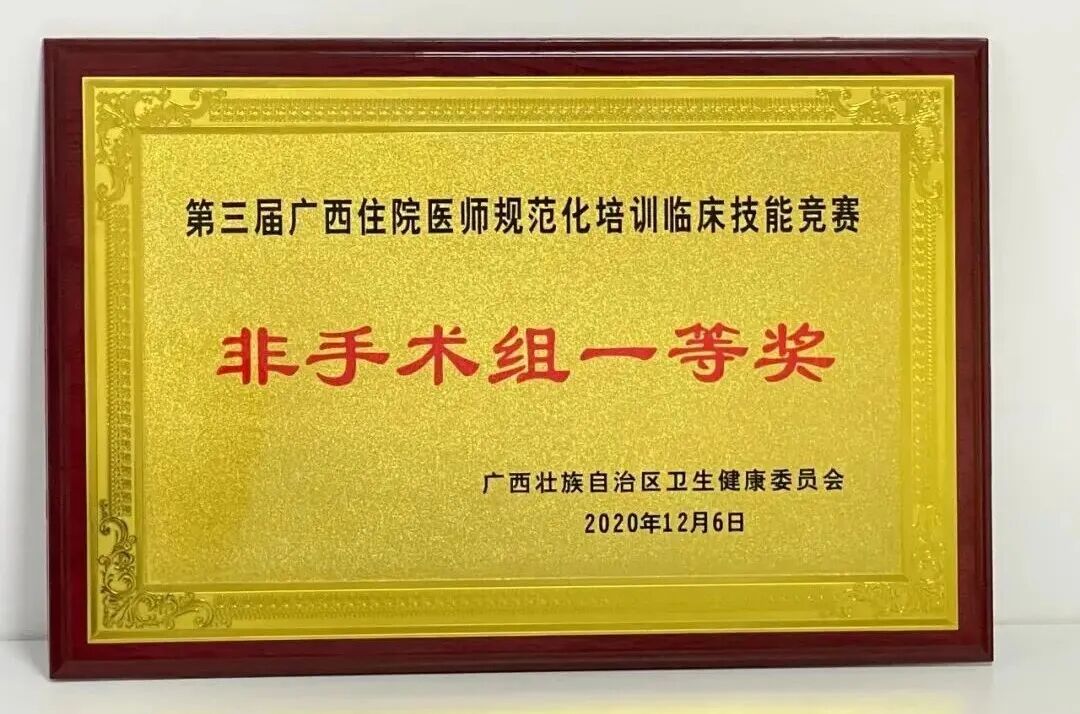 第三届广西住院医师规范化培训临床技能竞赛
非手术组一等奖
广西壮族自治区卫生健康委员会
2020年12月6日